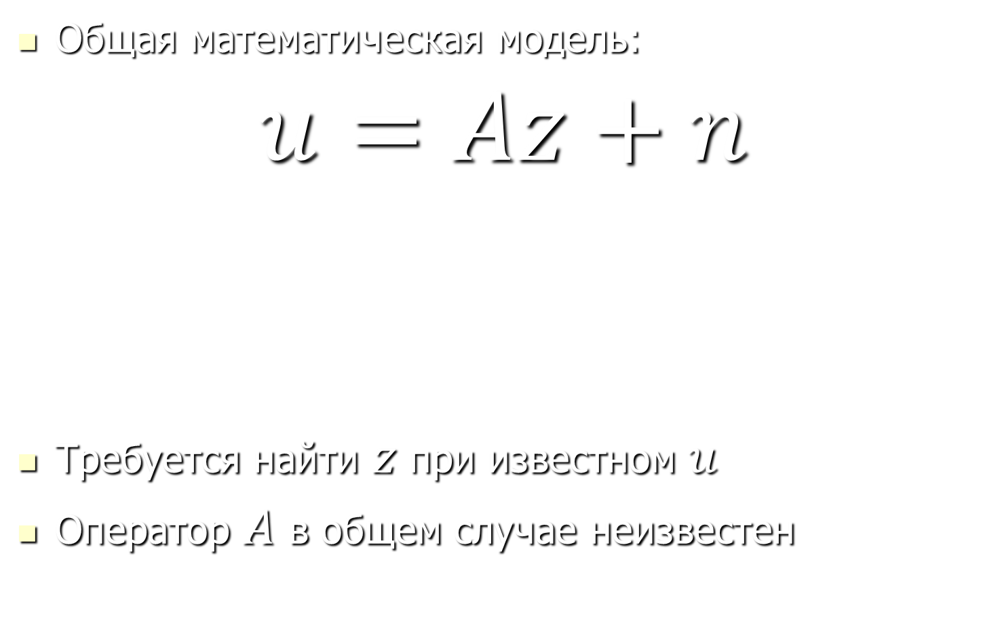 Общая математическая модель:
u = Az + n
Требуется найти z при известном u
Оператор A в общем случае неизвестен